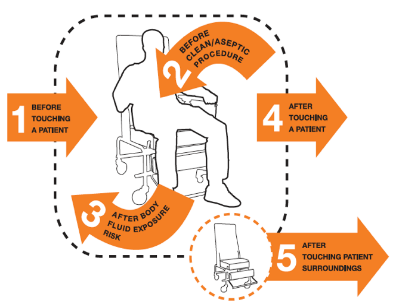 1
BEFORE
TOUCHING
A PATIENT
2
BEFORE
CLEAN/ASEPTIC
PROCEDURE
3
AFTER BODY
FLUID EXPOSURE
RISK
4
AFTER
TOUCHING
A PATIENT
5
AFTER
TOUCHING PATIENT
SURROUNDINGS